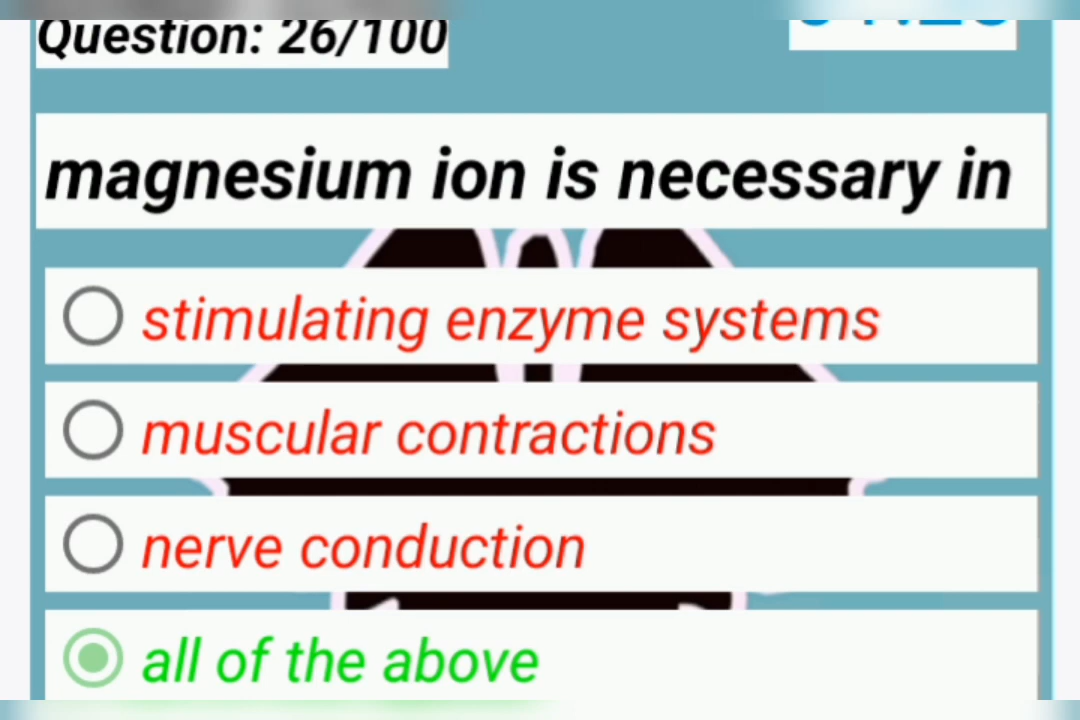 Question: 26/100
magnesium ion is necessary in
stimulating enzyme systems
muscular contractions
nerve conduction
all of the above